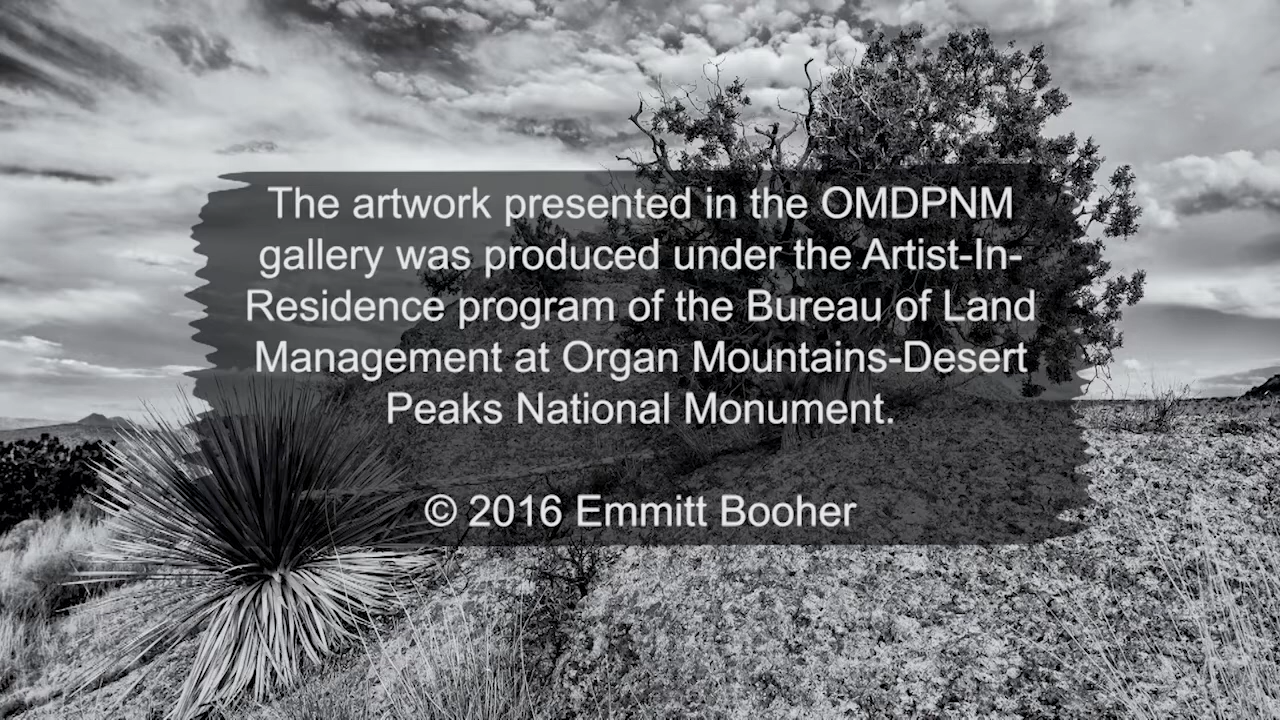 The artwork presented in the OMDPNM
gallery was produced under the Artist-In-
Residence program of the Bureau of Land
Management at Organ Mountains-Desert
Peaks National Monument.
© 2016 Emmitt Booher